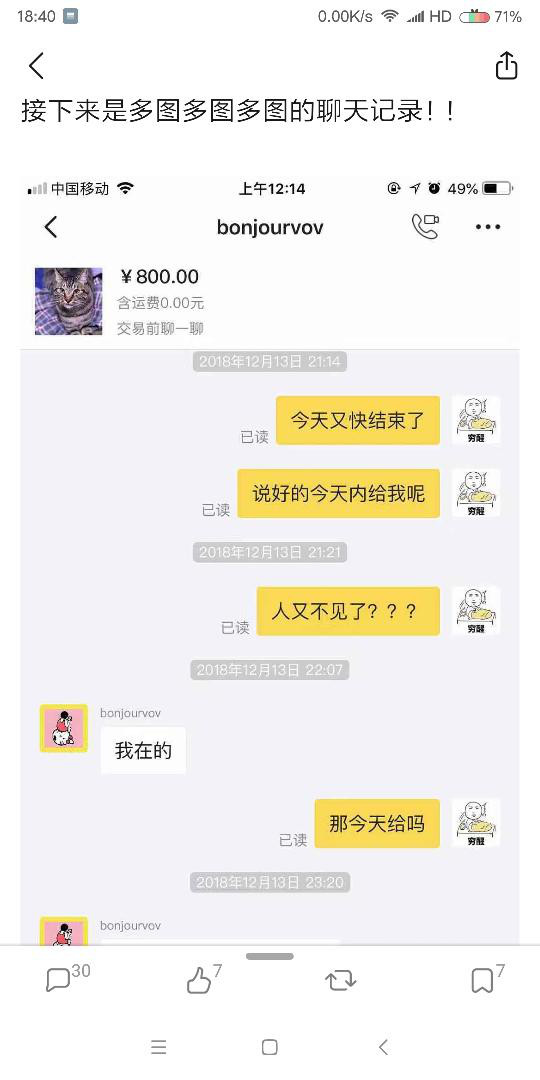 18:40
0.00K/s HD 71%
接下来是多图多图多图的聊天记录！！
中国移动 上午12:14 49%
bonjourvov
￥800.00
含运费0.00元
交易前聊一聊
2018年12月13日 21:14
今天又快结束了
已读
穷醒
说好的今天内给我呢
已读
穷醒
2018年12月13日 21:21
人又不见了？？？
已读
穷醒
2018年12月13日 22:07
bonjourvov
我在的
那今天给吗
已读
穷醒
2018年12月13日 23:20
bonjourvov
30 7 7